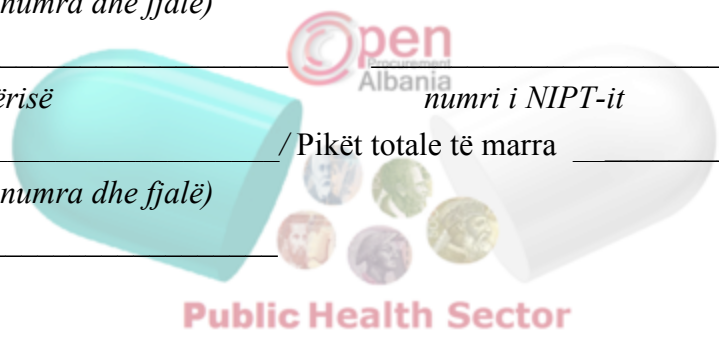 numra dhe fjalë)
Open
Procurement
Albania
ërisë numri i NIPT-it
/ Pikët totale të marra
numra dhe fjalë)
Public Health Sector